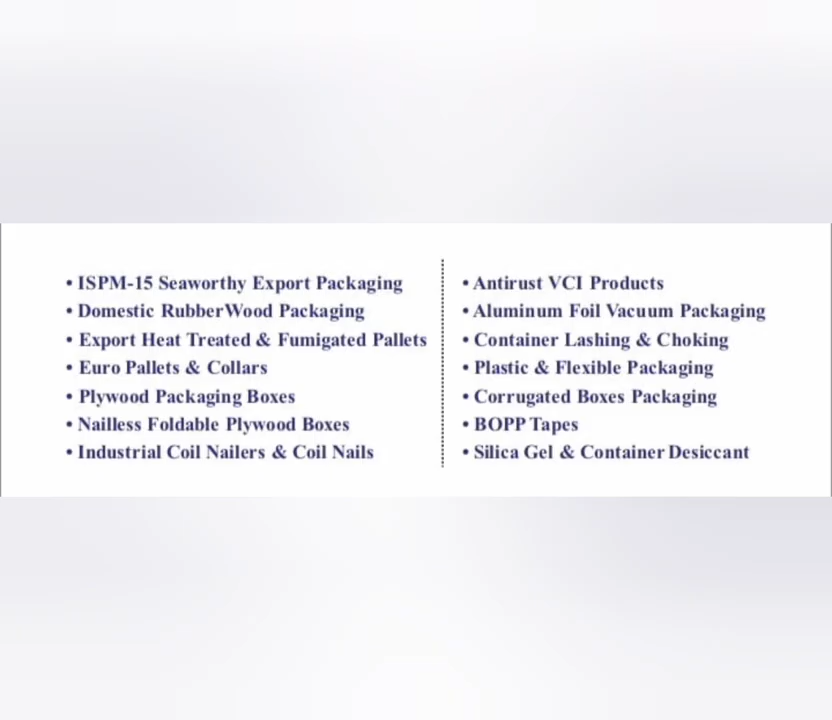 • ISPM-15 Seaworthy Export Packaging
• Domestic RubberWood Packaging
• Export Heat Treated & Fumigated Pallets
• Euro Pallets & Collars
• Plywood Packaging Boxes
• Nailless Foldable Plywood Boxes
• Industrial Coil Nailers & Coil Nails
• Antirust VCI Products
• Aluminum Foil Vacuum Packaging
• Container Lashing & Choking
• Plastic & Flexible Packaging
• Corrugated Boxes Packaging
• BOPP Tapes
• Silica Gel & Container Desiccant